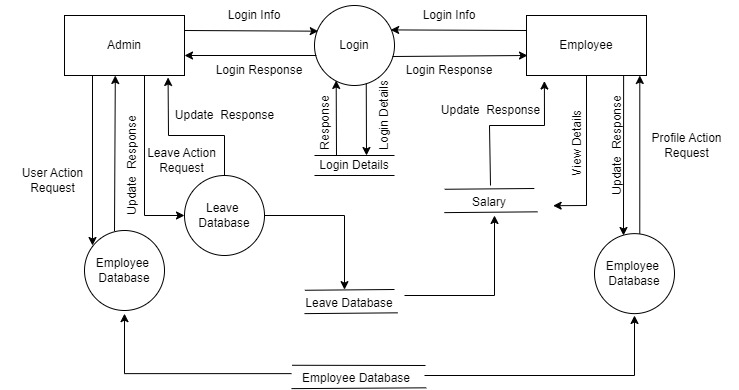 Login Info
Login Info
Admin
Login
Employee
Login Response
Login Response
Update Response
Response
Login Details
Update Response
View Details
Update Response
Profile Action
Request
User Action
Request
Update Response
Leave Action
Request
Login Details
Leave
Database
Salary
Employee
Database
Employee
Database
Leave Database
Employee Database